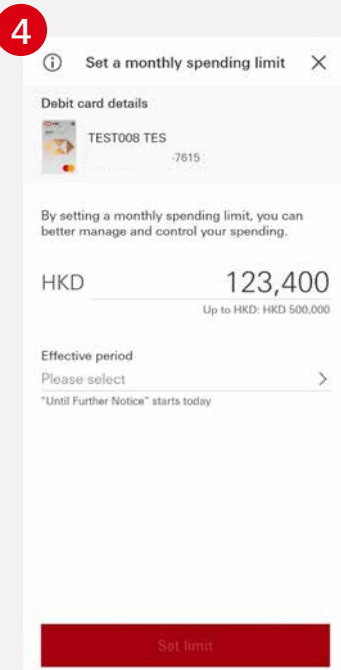 4
Set a monthly spending limit
Debit card details
TEST008 TES
-7615
By setting a monthly spending limit, you can
better manage and control your spending.
HKD 123,400
Up to HKD: HKD 500,000
Effective period
Please select
"Until Further Notice" starts today
Set limit